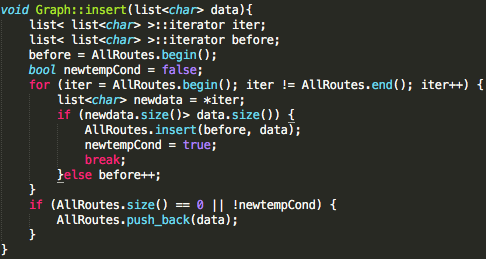 void Graph::insert(list<char> data){
    list< list<char> >::iterator iter;
    list< list<char> >::iterator before;
    before = AllRoutes.begin();
    bool newtempCond = false;
    for (iter = AllRoutes.begin(); iter != AllRoutes.end(); iter++) {
        list<char> newdata = *iter;
        if (newdata.size()> data.size()) {
            AllRoutes.insert(before, data);
            newtempCond = true;
            break;
        }else before++;
    }
    if (AllRoutes.size() == 0 || !newtempCond) {
        AllRoutes.push_back(data);
    }
}